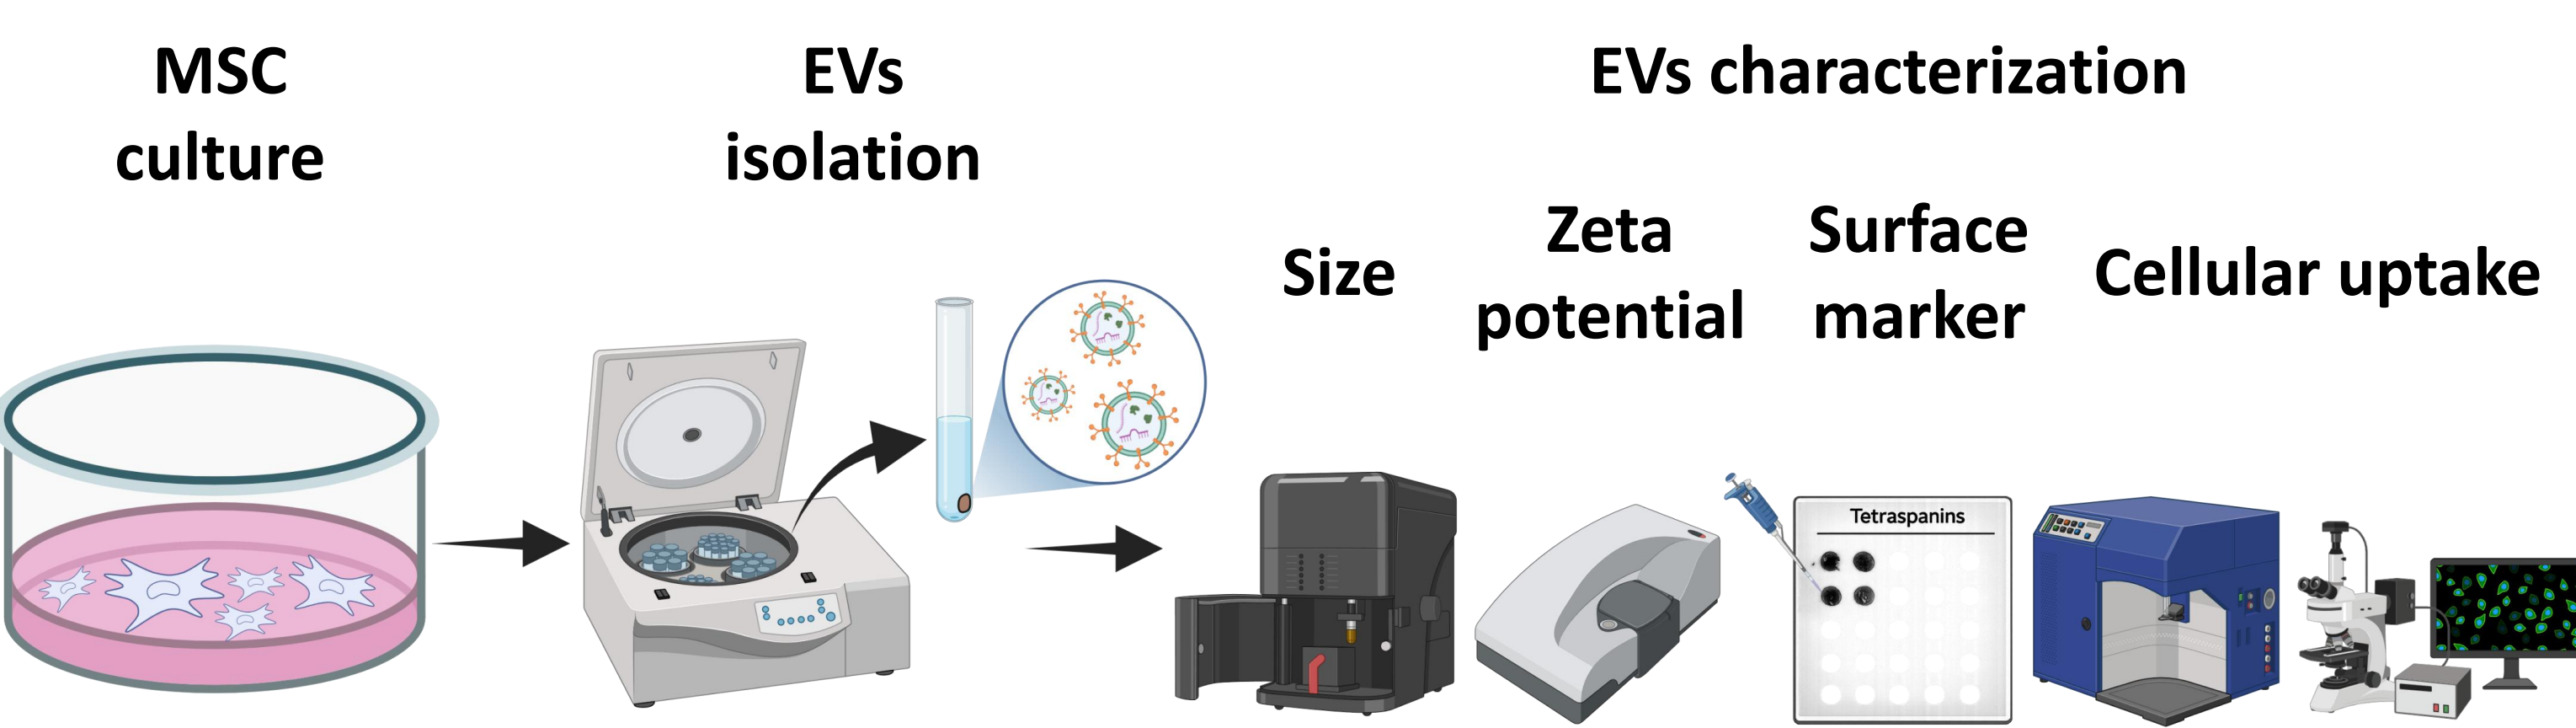 MSC
culture
EVs
isolation
EVs characterization
Size
Zeta
potential
Surface
marker
Cellular uptake
Tetraspanins